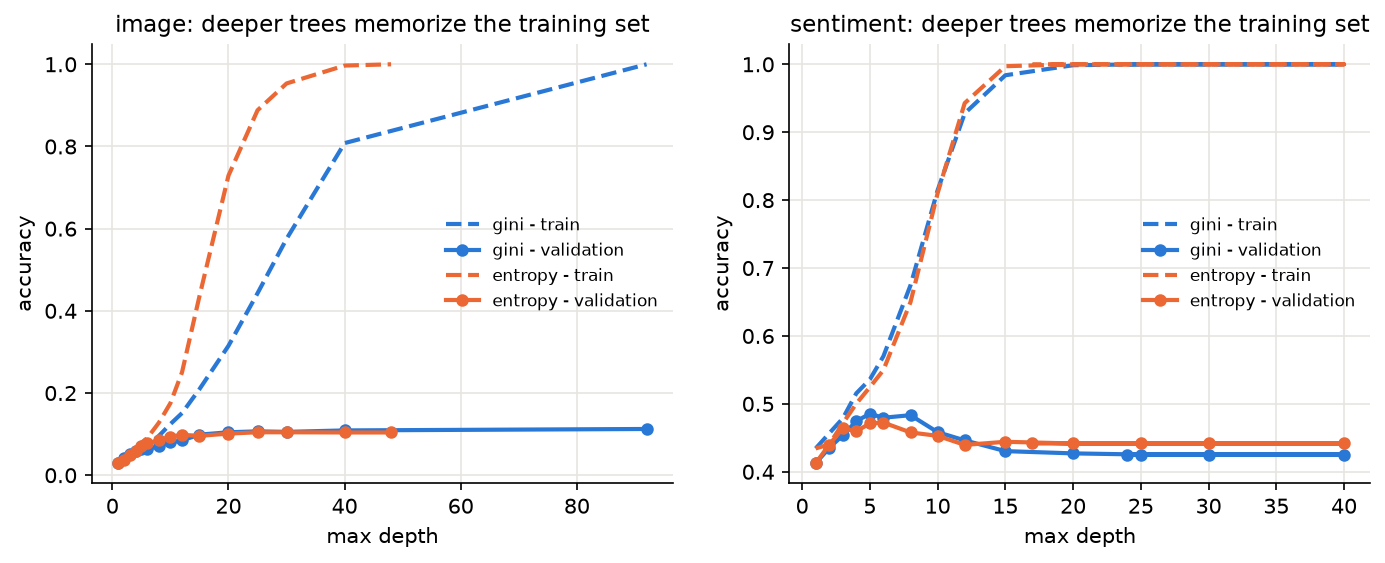 image: deeper trees memorize the training set
accuracy
1.0
0.8
0.6
0.4
0.2
0.0
gini - train
gini - validation
entropy - train
entropy - validation
0 20 40 60 80
max depth
sentiment: deeper trees memorize the training set
accuracy
1.0
0.9
0.8
0.7
0.6
0.5
0.4
gini - train
gini - validation
entropy - train
entropy - validation
0 5 10 15 20 25 30 35 40
max depth